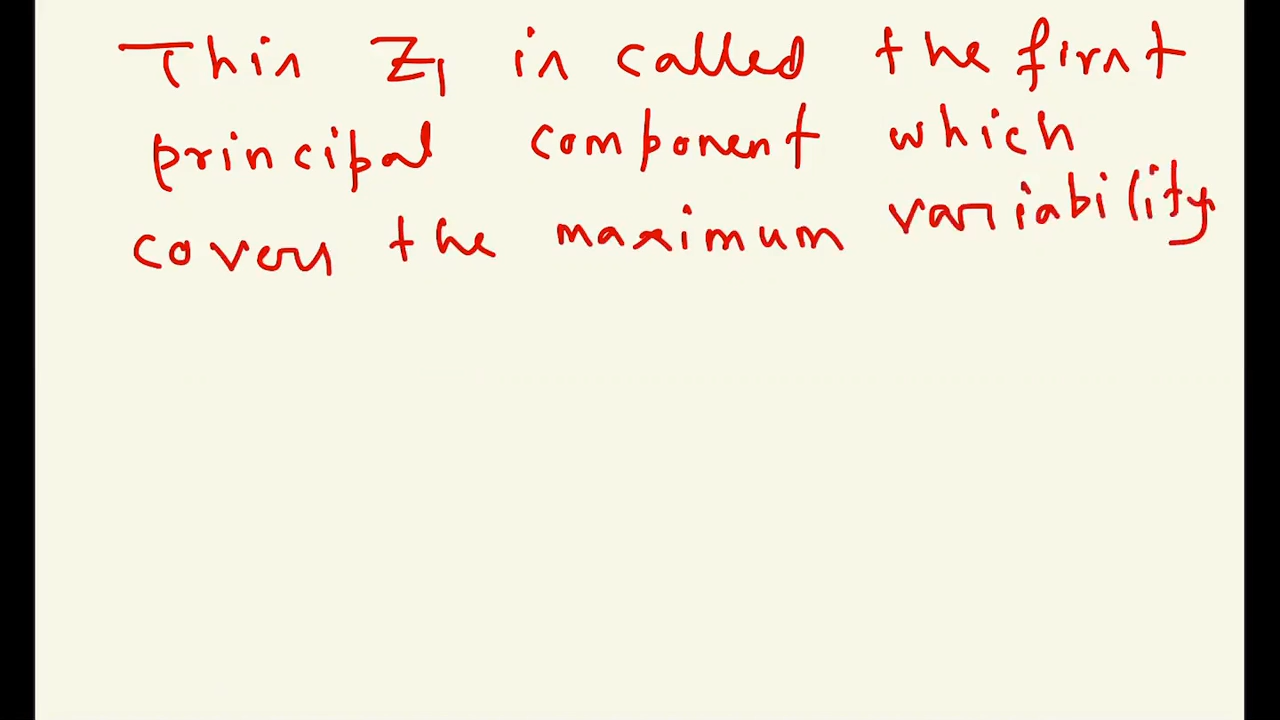 This Z₁ is called the first
principal component which
covers the maximum variability.